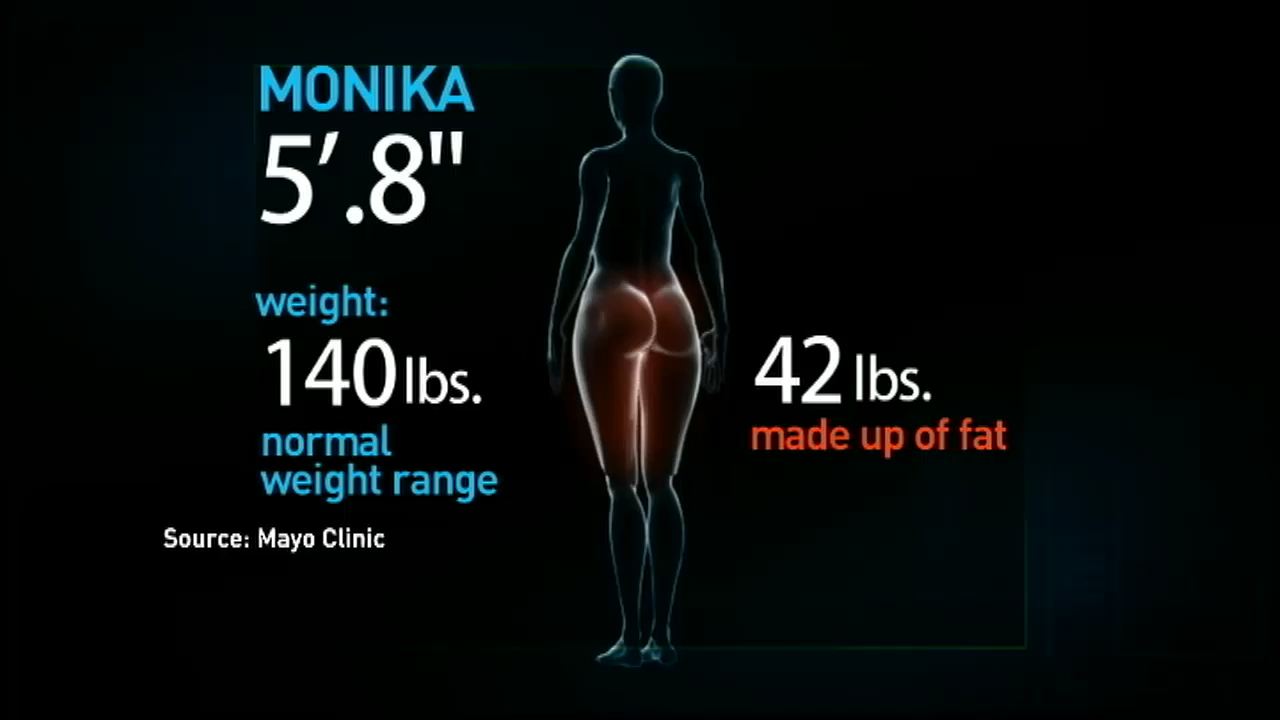 MONIKA
5'.8"
weight:
140 lbs.
normal
weight range
42 lbs.
made up of fat
Source: Mayo Clinic